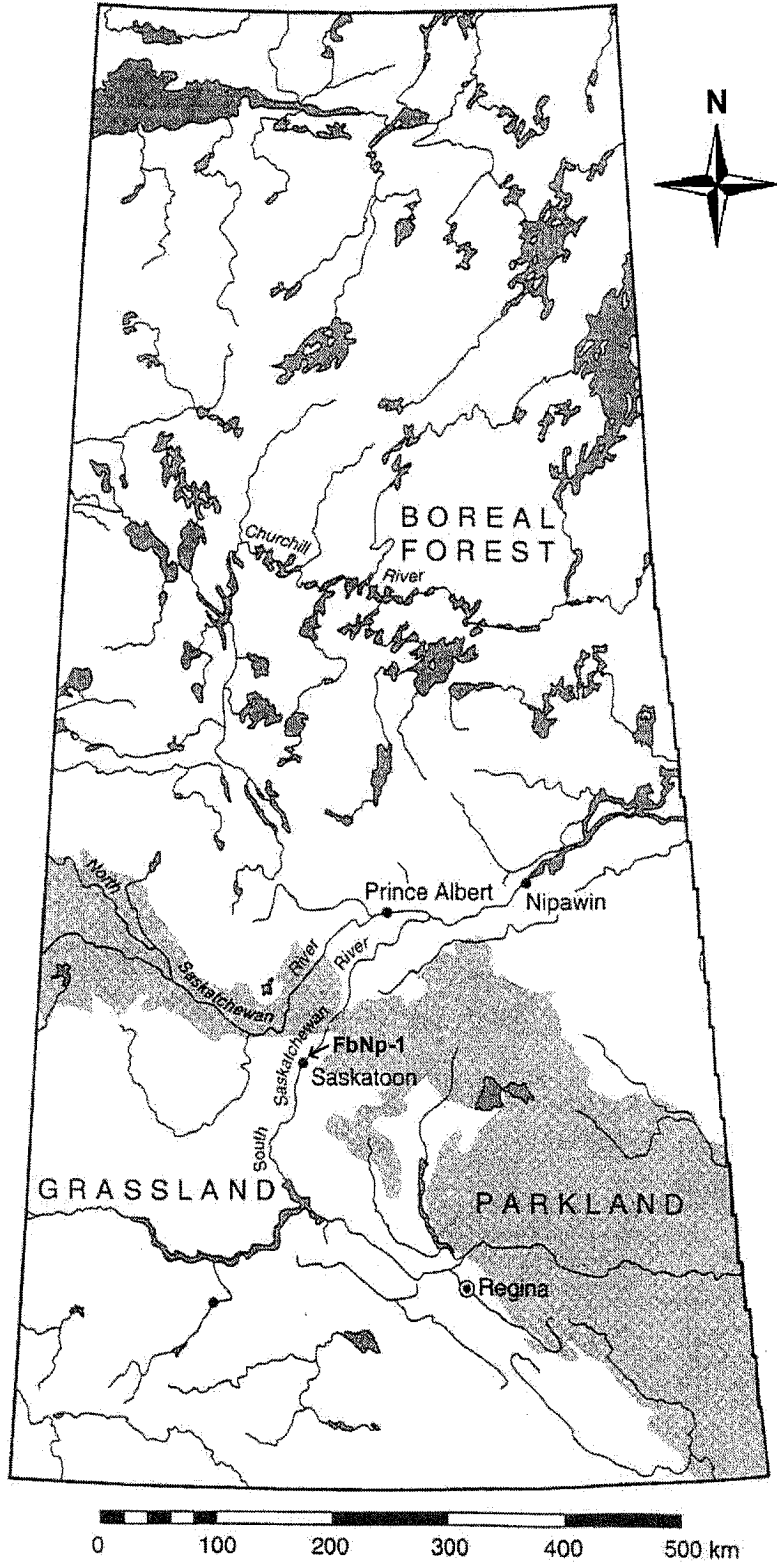 N
BOREAL
FOREST
Churchill
River
North
Saskatchewan
River
Prince Albert
Nipawin
River
Saskatchewan
South
FbNp-1
Saskatoon
GRASSLAND
PARKLAND
Regina
0 100 200 300 400 500 km